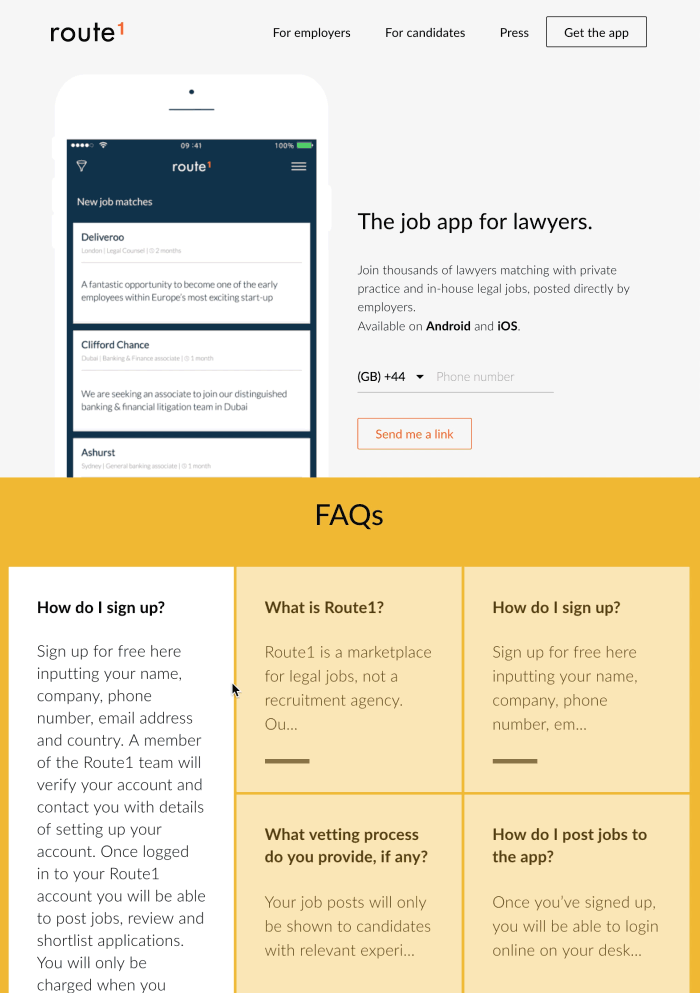 route1
For employers
For candidates
Press
Get the app
09:41
100%
route1
New job matches
Deliveroo
London | Legal Counsel | 2 months
A fantastic opportunity to become one of the early
employees within Europe's most exciting start-up
Clifford Chance
Dubai | Banking & Finance associate | 1 month
We are seeking an associate to join our distinguished
banking & financial litigation team in Dubai
Ashurst
Sydney | General banking associate | 1 month
The job app for lawyers.
Join thousands of lawyers matching with private
practice and in-house legal jobs, posted directly by
employers.
Available on Android and iOS.
(GB) +44
Phone number
Send me a link
FAQs
How do I sign up?
Sign up for free here
inputting your name,
company, phone
number, email address
and country. A member
of the Route1 team will
verify your account and
contact you with details
of setting up your
account. Once logged
in to your Route1
account you will be able
to post jobs, review and
shortlist applications.
You will only be
charged when you
What is Route1?
Route1 is a marketplace
for legal jobs, not a
recruitment agency.
Ou...
How do I sign up?
Sign up for free here
inputting your name,
company, phone
number, em...
What vetting process
do you provide, if any?
Your job posts will only
be shown to candidates
with relevant experi...
How do I post jobs to
the app?
Once you've signed up,
you will be able to login
online on your desk...